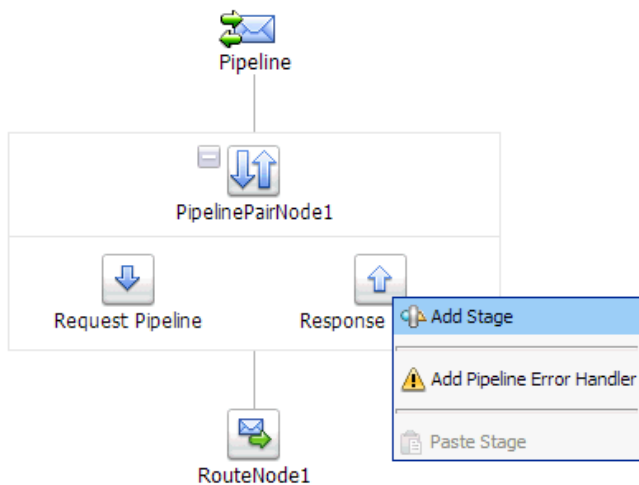 Pipeline
PipelinePairNode1
Request Pipeline
Response
Add Stage
Add Pipeline Error Handler
Paste Stage
RouteNode1